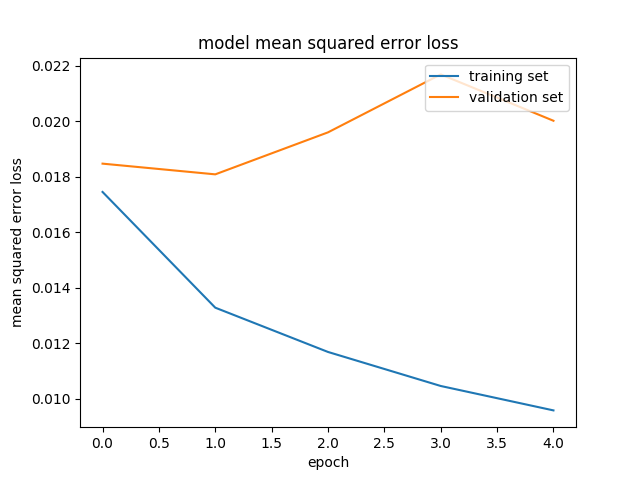 model mean squared error loss
training set
validation set
0.022
0.020
0.018
0.016
0.014
0.012
0.010
mean squared error loss
0.0 0.5 1.0 1.5 2.0 2.5 3.0 3.5 4.0
epoch